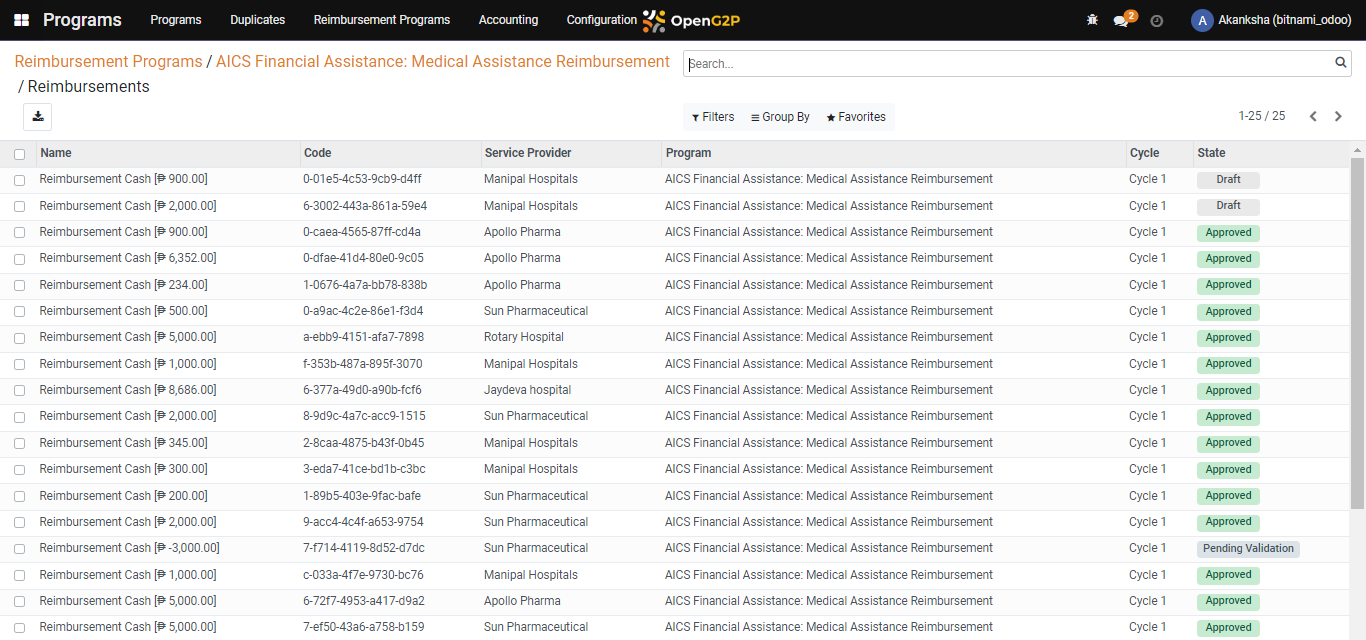 Programs Programs Duplicates Reimbursement Programs Accounting Configuration OpenG2P 2 A Akanksha (bitnami_odoo)
Reimbursement Programs / AICS Financial Assistance: Medical Assistance Reimbursement
/ Reimbursements
Search...
Filters Group By Favorites 1-25 / 25
Name Code Service Provider Program Cycle State
Reimbursement Cash [₱ 900.00] 0-01e5-4c53-9cb9-d4ff Manipal Hospitals AICS Financial Assistance: Medical Assistance Reimbursement Cycle 1 Draft
Reimbursement Cash [₱ 2,000.00] 6-3002-443a-861a-59e4 Manipal Hospitals AICS Financial Assistance: Medical Assistance Reimbursement Cycle 1 Draft
Reimbursement Cash [₱ 900.00] 0-caea-4565-87ff-cd4a Apollo Pharma AICS Financial Assistance: Medical Assistance Reimbursement Cycle 1 Approved
Reimbursement Cash [₱ 6,352.00] 0-dfae-41d4-80e0-9c05 Apollo Pharma AICS Financial Assistance: Medical Assistance Reimbursement Cycle 1 Approved
Reimbursement Cash [₱ 234.00] 1-0676-4a7a-bb78-838b Apollo Pharma AICS Financial Assistance: Medical Assistance Reimbursement Cycle 1 Approved
Reimbursement Cash [₱ 500.00] 0-a9ac-4c2e-86e1-f3d4 Sun Pharmaceutical AICS Financial Assistance: Medical Assistance Reimbursement Cycle 1 Approved
Reimbursement Cash [₱ 5,000.00] a-ebb9-4151-afa7-7898 Rotary Hospital AICS Financial Assistance: Medical Assistance Reimbursement Cycle 1 Approved
Reimbursement Cash [₱ 1,000.00] f-353b-487a-895f-3070 Manipal Hospitals AICS Financial Assistance: Medical Assistance Reimbursement Cycle 1 Approved
Reimbursement Cash [₱ 8,686.00] 6-377a-49d0-a90b-fcf6 Jaydeva hospital AICS Financial Assistance: Medical Assistance Reimbursement Cycle 1 Approved
Reimbursement Cash [₱ 2,000.00] 8-9d9c-4a7c-acc9-1515 Sun Pharmaceutical AICS Financial Assistance: Medical Assistance Reimbursement Cycle 1 Approved
Reimbursement Cash [₱ 345.00] 2-8caa-4875-b43f-0b45 Manipal Hospitals AICS Financial Assistance: Medical Assistance Reimbursement Cycle 1 Approved
Reimbursement Cash [₱ 300.00] 3-eda7-41ce-bd1b-c3bc Manipal Hospitals AICS Financial Assistance: Medical Assistance Reimbursement Cycle 1 Approved
Reimbursement Cash [₱ 200.00] 1-89b5-403e-9fac-bafe Sun Pharmaceutical AICS Financial Assistance: Medical Assistance Reimbursement Cycle 1 Approved
Reimbursement Cash [₱ 2,000.00] 9-acc4-4c4f-a653-9754 Sun Pharmaceutical AICS Financial Assistance: Medical Assistance Reimbursement Cycle 1 Approved
Reimbursement Cash [₱ -3,000.00] 7-f714-4119-8d52-d7dc Sun Pharmaceutical AICS Financial Assistance: Medical Assistance Reimbursement Cycle 1 Pending Validation
Reimbursement Cash [₱ 1,000.00] c-033a-4f7e-9730-bc76 Manipal Hospitals AICS Financial Assistance: Medical Assistance Reimbursement Cycle 1 Approved
Reimbursement Cash [₱ 5,000.00] 6-72f7-4953-a417-d9a2 Apollo Pharma AICS Financial Assistance: Medical Assistance Reimbursement Cycle 1 Approved
Reimbursement Cash [₱ 5,000.00] 7-ef50-43a6-a758-b159 Sun Pharmaceutical AICS Financial Assistance: Medical Assistance Reimbursement Cycle 1 Approved